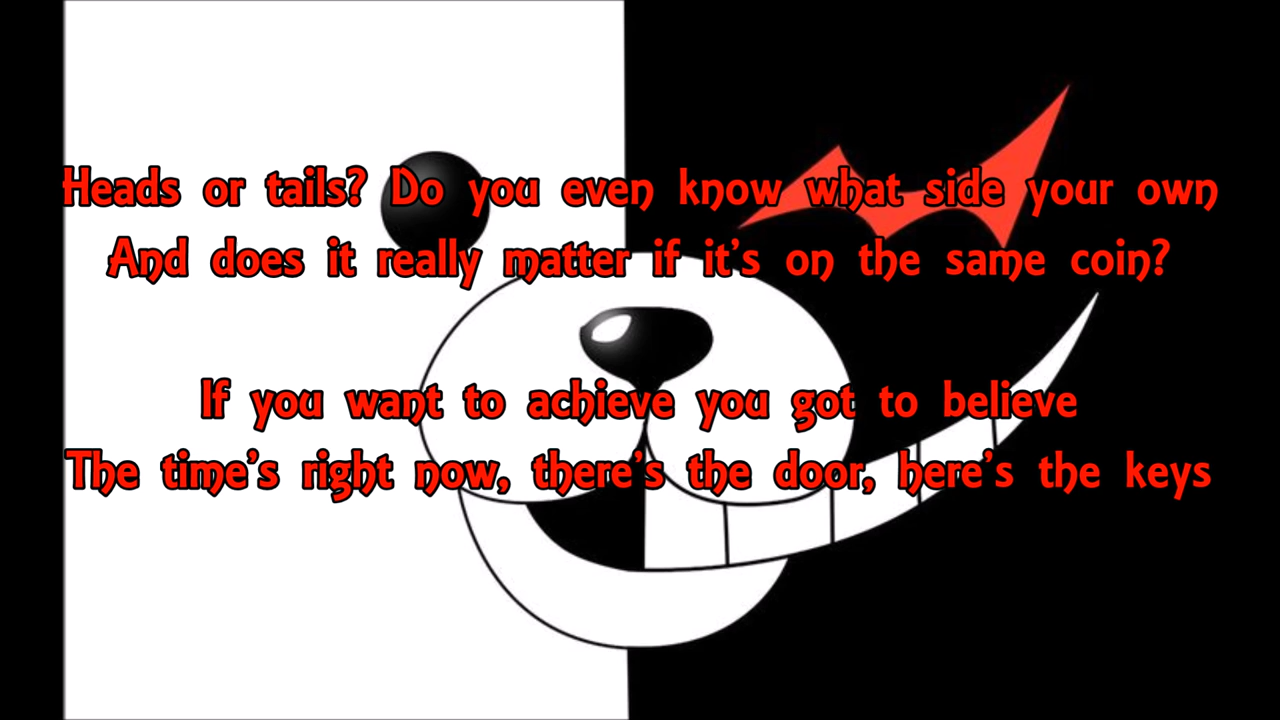 Heads or tails? Do you even know what side your own
And does it really matter if it's on the same coin?
If you want to achieve you got to believe
The time's right now, there's the door, here's the keys